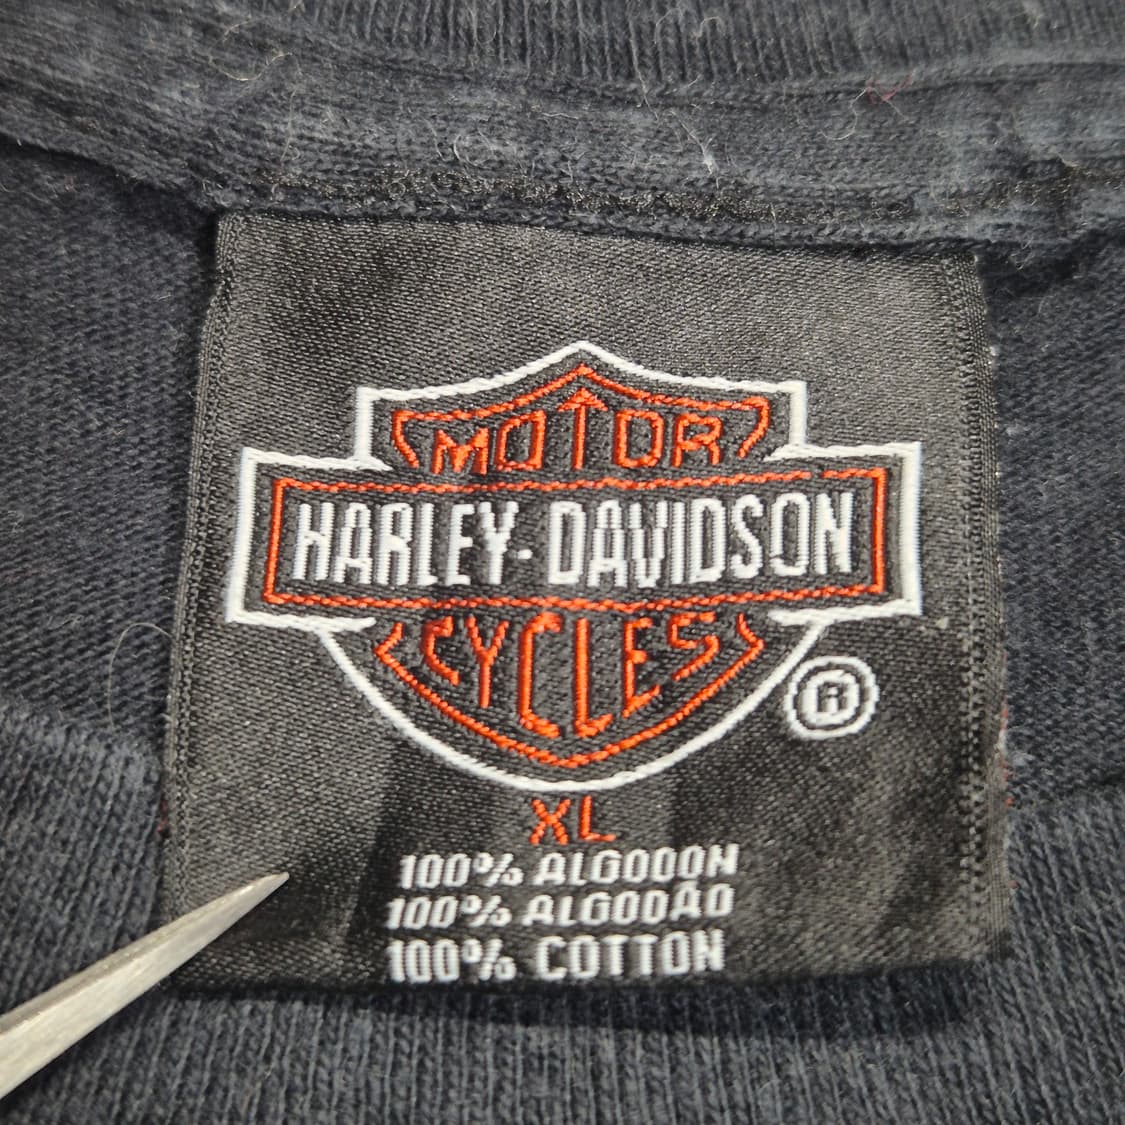 MOTOR
HARLEY-DAVIDSON
CYCLES
®
XL
100% ALGODON
100% ALGODÃO
100% COTTON